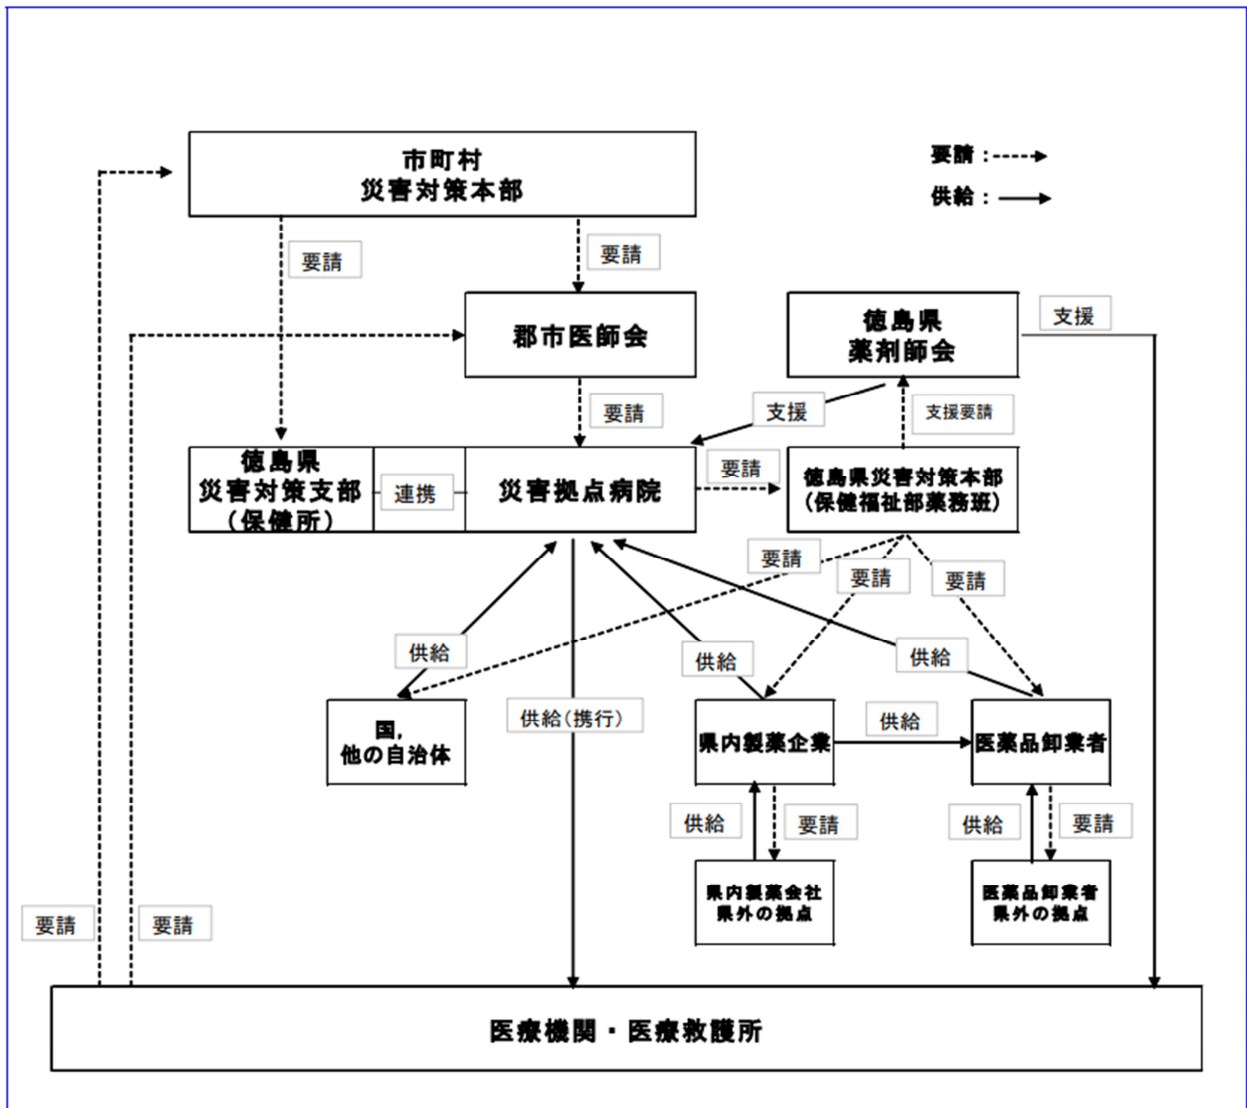 市町村
災害対策本部
要請：
供給：
要請
要請
郡市医師会
徳島県
薬剤師会
支援
要請
支援
支援要請
徳島県
災害対策支部
（保健所）
連携
災害拠点病院
要請
徳島県災害対策本部
（保健福祉部薬務班）
要請
要請
要請
供給
供給
供給
国，
他の自治体
供給（携行）
県内製薬企業
供給
医薬品卸業者
供給
要請
供給
要請
県内製薬会社
県外の拠点
医薬品卸業者
県外の拠点
要請
要請
医療機関・医療救護所